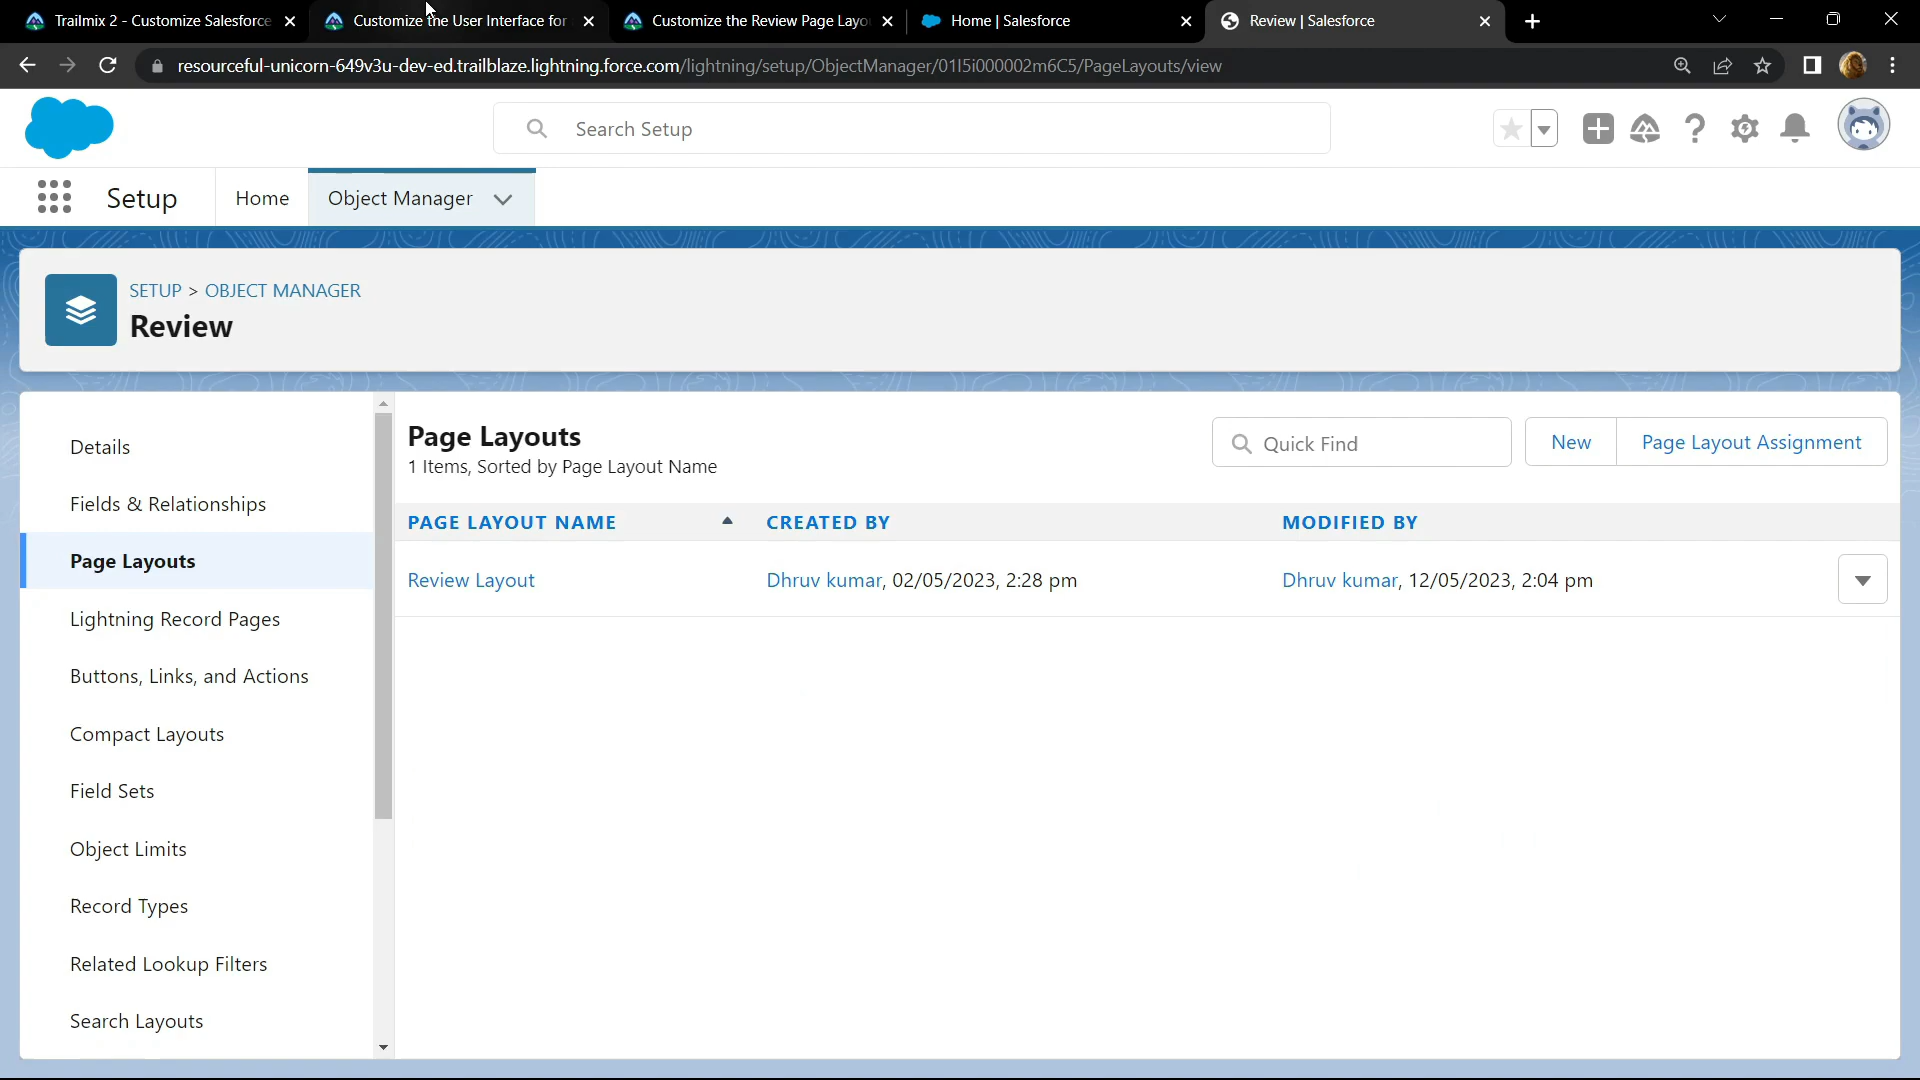 Trailmix 2 - Customize Salesforce
Customize the User Interface for
Customize the Review Page Layou
Home | Salesforce
Review | Salesforce
resourceful-unicorn-649v3u-dev-ed.trailblaze.lightning.force.com/lightning/setup/ObjectManager/01I5i000002m6C5/PageLayouts/view
Search Setup
Setup
Home
Object Manager
SETUP > OBJECT MANAGER
Review
Details
Fields & Relationships
Page Layouts
Lightning Record Pages
Buttons, Links, and Actions
Compact Layouts
Field Sets
Object Limits
Record Types
Related Lookup Filters
Search Layouts
Page Layouts
1 Items, Sorted by Page Layout Name
Quick Find
New
Page Layout Assignment
PAGE LAYOUT NAME CREATED BY MODIFIED BY
Review Layout Dhruv kumar, 02/05/2023, 2:28 pm Dhruv kumar, 12/05/2023, 2:04 pm